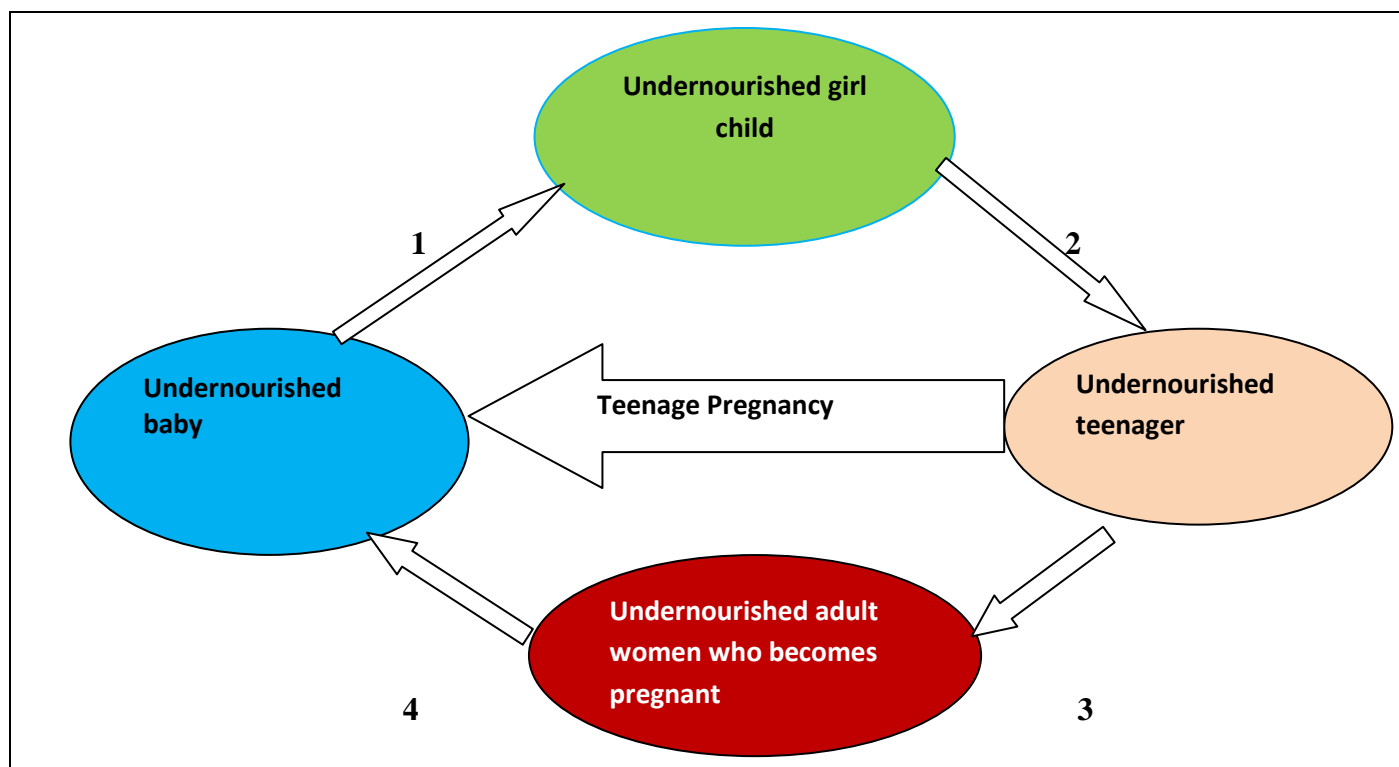 Undernourished girl
child
1
2
Undernourished
baby
Teenage Pregnancy
Undernourished
teenager
Undernourished adult
women who becomes
pregnant
4
3